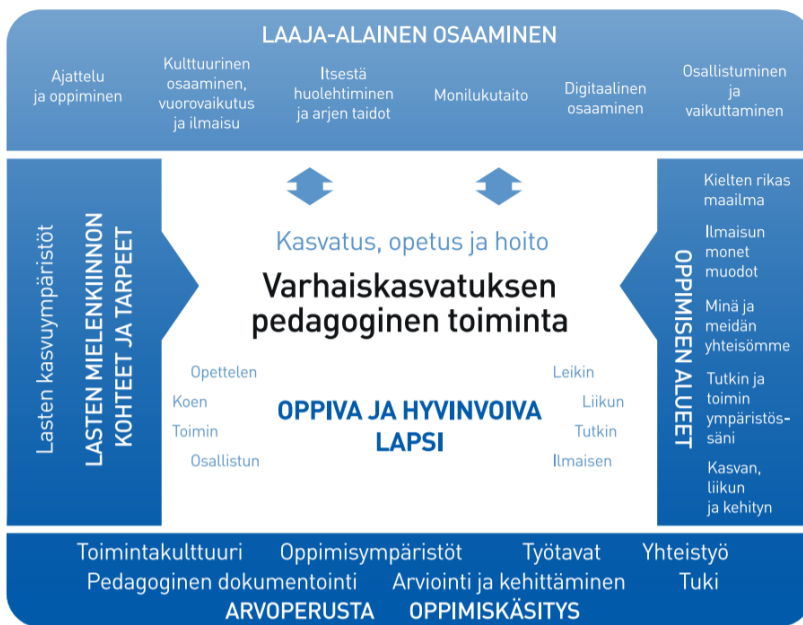 LAAJA-ALAINEN OSAAMINEN
Ajattelu
ja oppiminen
Kulttuurinen
osaaminen,
vuorovaikutus
ja ilmaisu
Itsestä
huolehtiminen
ja arjen taidot
Monilukutaito
Digitaalinen
osaaminen
Osallistuminen
ja
vaikuttaminen
Lasten kasvuympäristöt
LASTEN MIELENKIINNON
KOHTEET JA TARPEET
Kasvatus, opetus ja hoito
Varhaiskasvatuksen
pedagoginen toiminta
Opettelen
Koen
Toimin
Osallistun
OPPIVA JA HYVINVOIVA
LAPSI
Leikin
Liikun
Tutkin
Ilmaisen
OPPIMISEN ALUEET
Kielten rikas
maailma
Ilmaisun
monet
muodot
Minä ja
meidän
yhteisömme
Tutkin ja
toimin
ympäristös-
säni
Kasvan,
liikun
ja kehityn
Toimintakulttuuri Oppimisympäristöt Työtavat Yhteistyö
Pedagoginen dokumentointi Arviointi ja kehittäminen Tuki
ARVOPERUSTA OPPIMISKÄSITYS